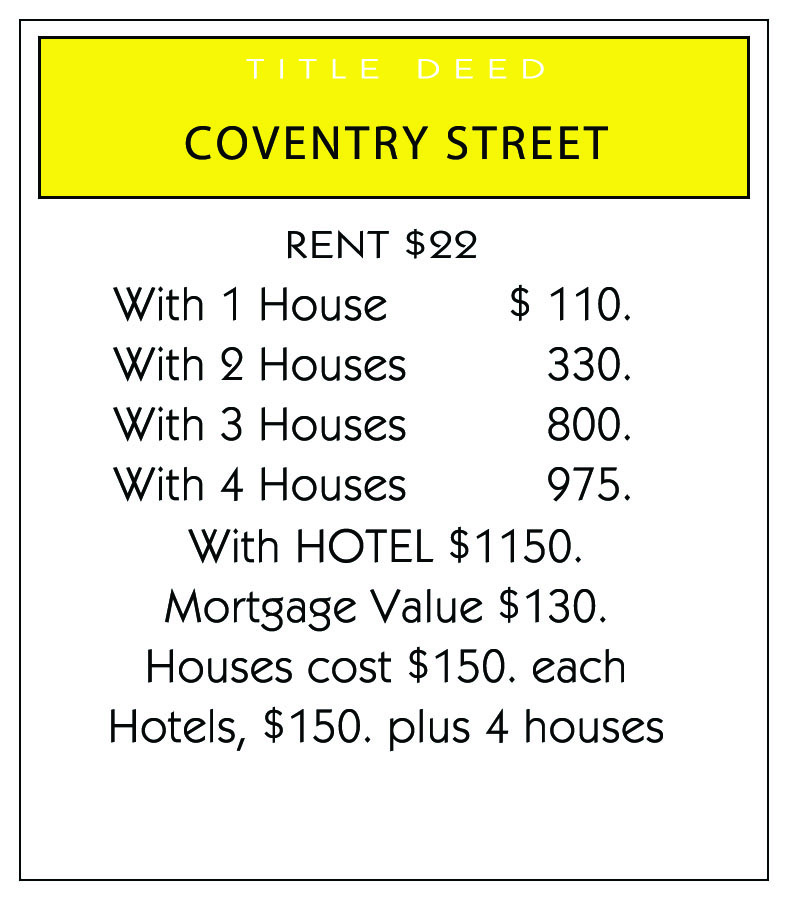 TITLE DEED
COVENTRY STREET
RENT $22
With 1 House $ 110.
With 2 Houses 330.
With 3 Houses 800.
With 4 Houses 975.
With HOTEL $1150.
Mortgage Value $130.
Houses cost $150. each
Hotels, $150. plus 4 houses